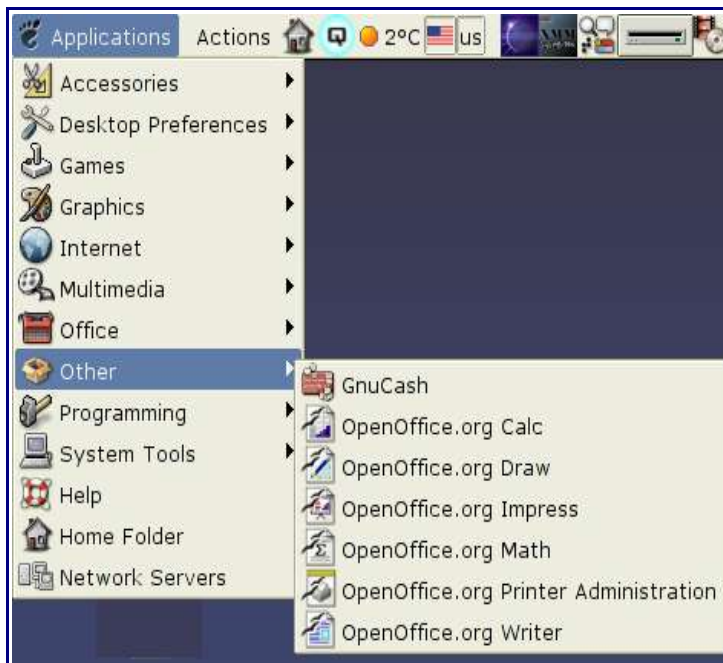 Applications Actions 2°C us
Accessories
Desktop Preferences
Games
Graphics
Internet
Multimedia
Office
Other
Programming
System Tools
Help
Home Folder
Network Servers
GnuCash
OpenOffice.org Calc
OpenOffice.org Draw
OpenOffice.org Impress
OpenOffice.org Math
OpenOffice.org Printer Administration
OpenOffice.org Writer